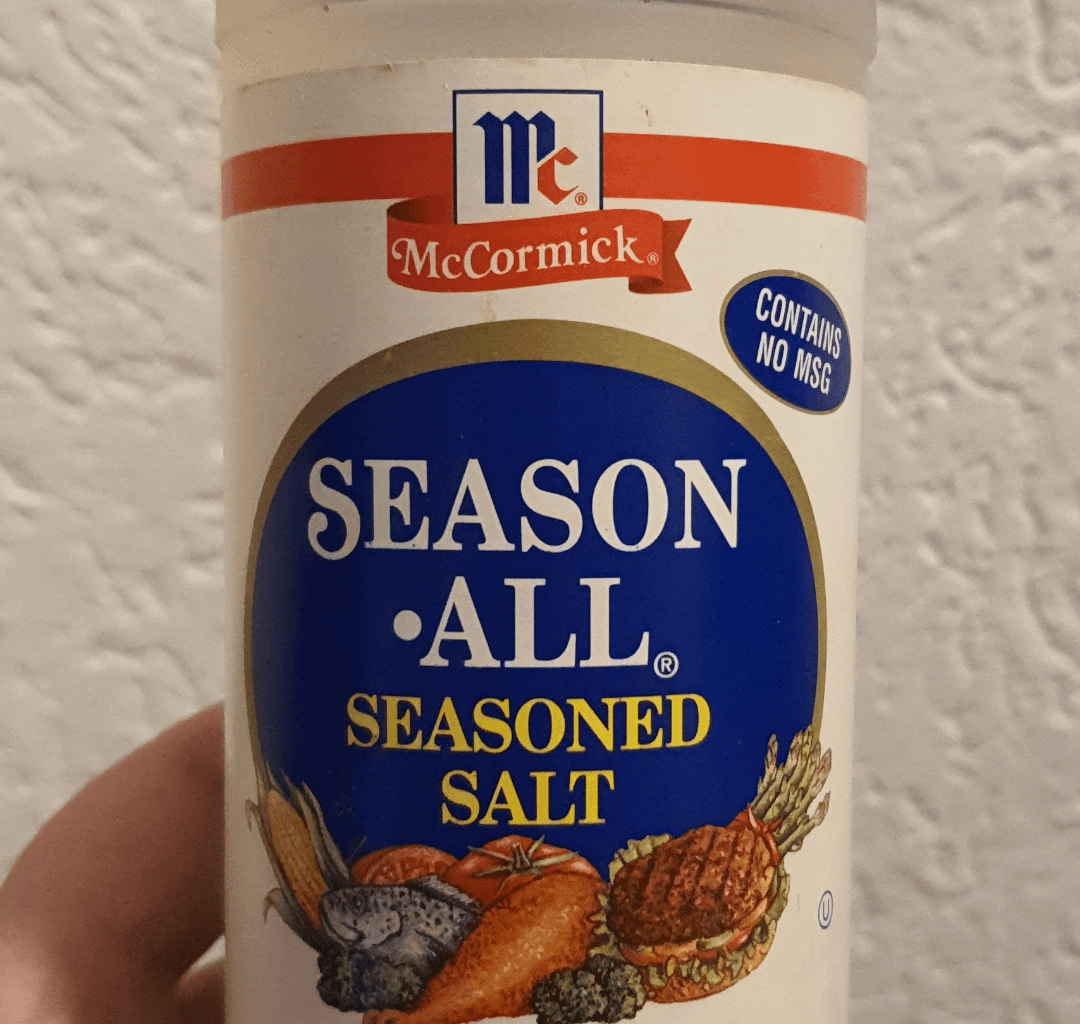 Mc®
McCormick®
CONTAINS
NO MSG
SEASON
•ALL®
SEASONED
SALT
U